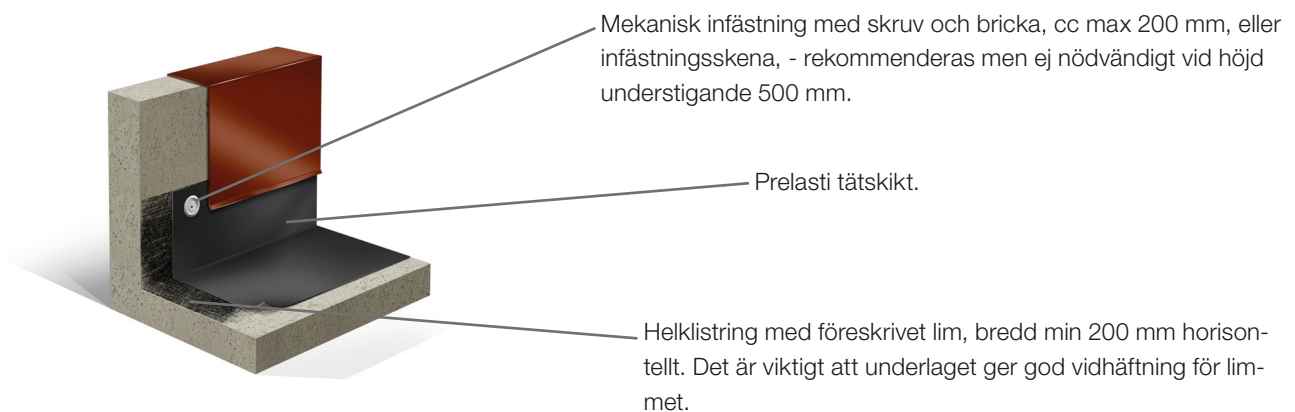 Mekanisk infästning med skruv och bricka, cc max 200 mm, eller
infästningsskena, - rekommenderas men ej nödvändigt vid höjd
understigande 500 mm.
Prelasti tätskikt.
Helklistring med föreskrivet lim, bredd min 200 mm horison-
tellt. Det är viktigt att underlaget ger god vidhäftning för lim-
met.